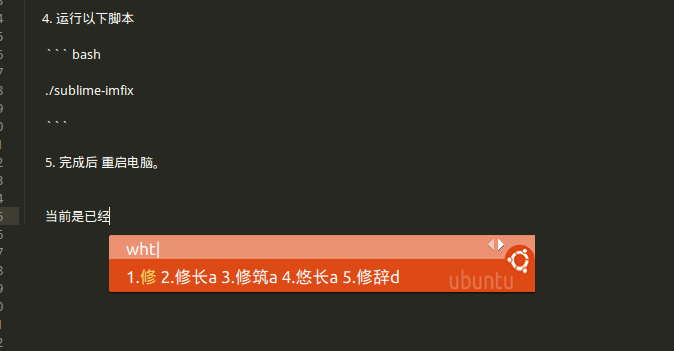 4. 运行以下脚本
``` bash
./sublime-imfix
```
5. 完成后 重启电脑。
当前是已经
wht
1.修 2.修长a 3.修筑a 4.悠长a 5.修辞d
ubuntu